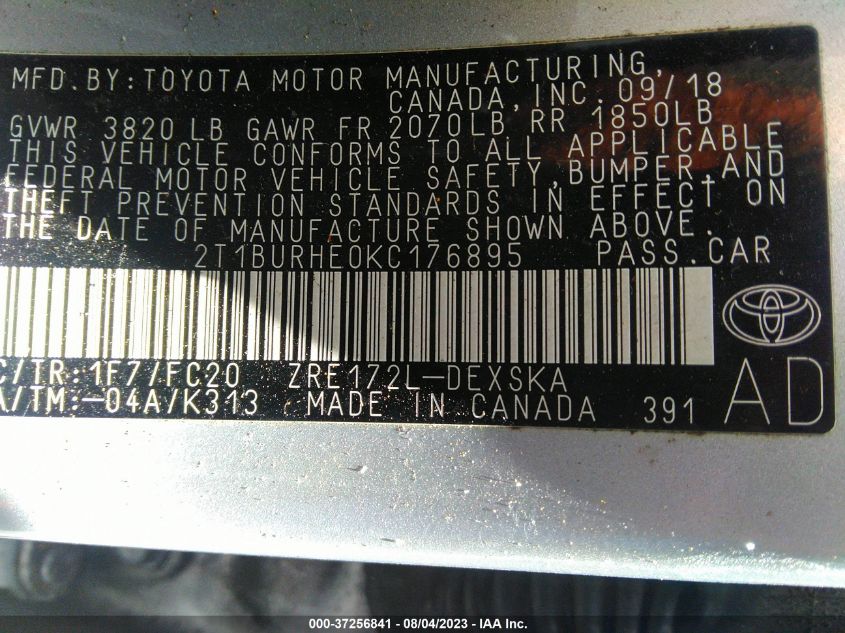 MFD.BY:TOYOTA MOTOR MANUFACTURING,
CANADA,INC. 09/18
GVWR 3820LB GAWR FR 2070LB RR 1850LB
THIS VEHICLE CONFORMS TO ALL APPLICABLE
FEDERAL MOTOR VEHICLE SAFETY,BUMPER,AND
THEFT PREVENTION STANDARDS IN EFFECT ON
THE DATE OF MANUFACTURE SHOWN ABOVE.
2T1BURHE0KC176895 PASS.CAR
C/TR:1F7/FC20 ZRE172L-DEXSKA
A/TM:-04A/K313 MADE IN CANADA 391 AD
000-37256841 - 08/04/2023 - IEAA Inc.